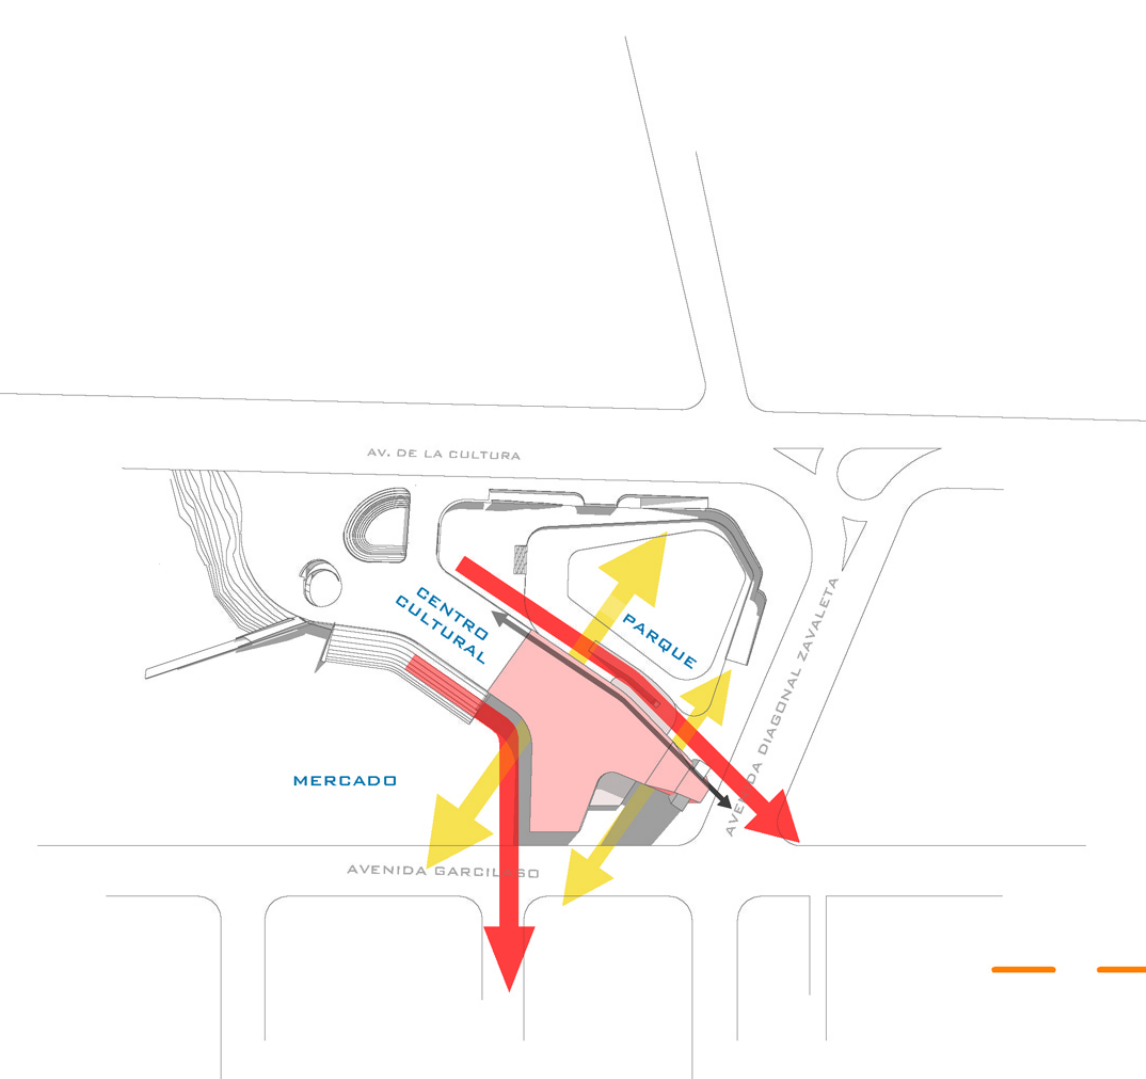 AV. DE LA CULTURA
CENTRO
CULTURAL
PARQUE
AVENIDA DIAGONAL ZAVALETA
MERCADO
AVENIDA GARCILASO